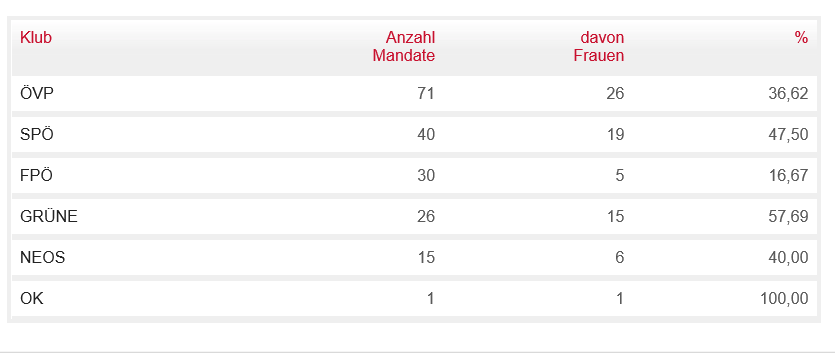 Klub Anzahl Mandate davon Frauen %
ÖVP 71 26 36,62
SPÖ 40 19 47,50
FPÖ 30 5 16,67
GRÜNE 26 15 57,69
NEOS 15 6 40,00
OK 1 1 100,00